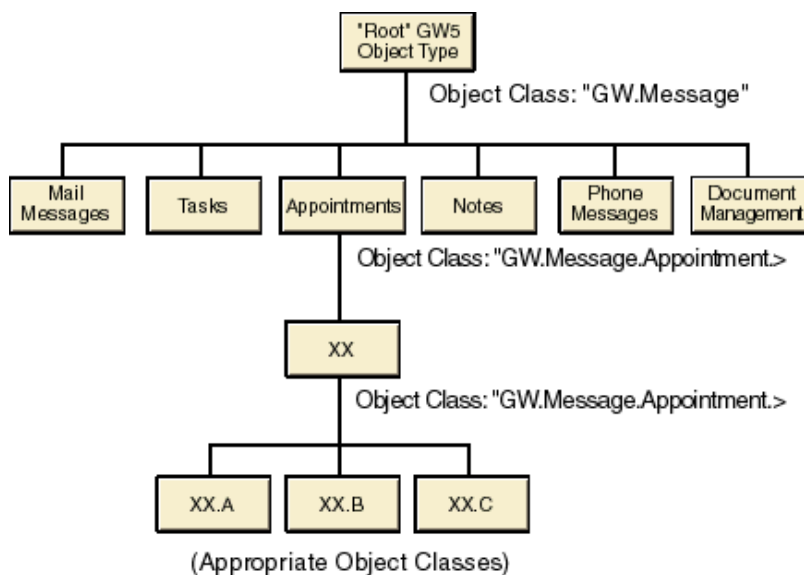 "Root" GW5
Object Type
Object Class: "GW.Message"
Mail
Messages
Tasks
Appointments
Notes
Phone
Messages
Document
Management
Object Class: "GW.Message.Appointment.>
XX
Object Class: "GW.Message.Appointment.>
XX.A
XX.B
XX.C
(Appropriate Object Classes)